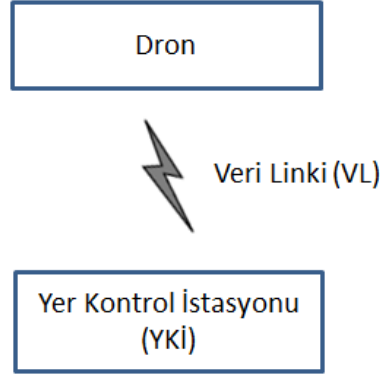 Dron
Veri Linki (VL)
Yer Kontrol İstasyonu
(YKİ)